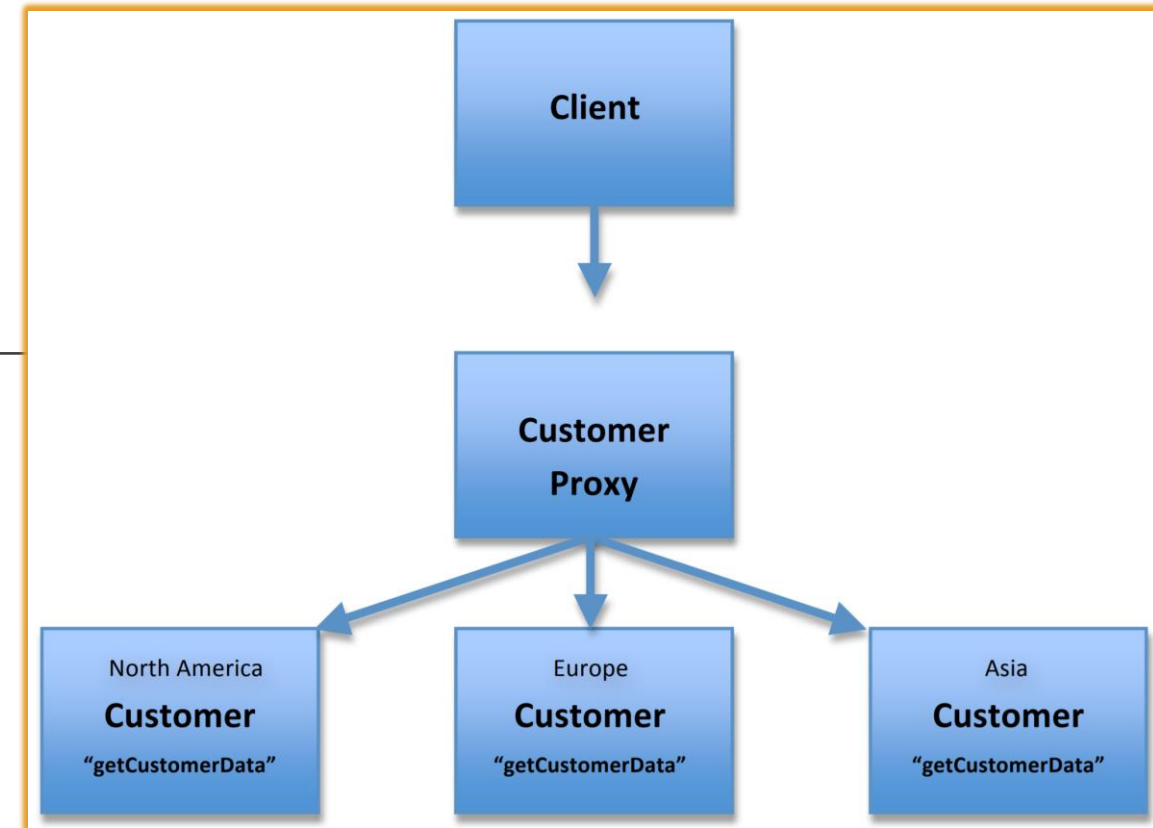 Client
Customer
Proxy
North America
Customer
“getCustomerData”
Europe
Customer
“getCustomerData”
Asia
Customer
“getCustomerData”